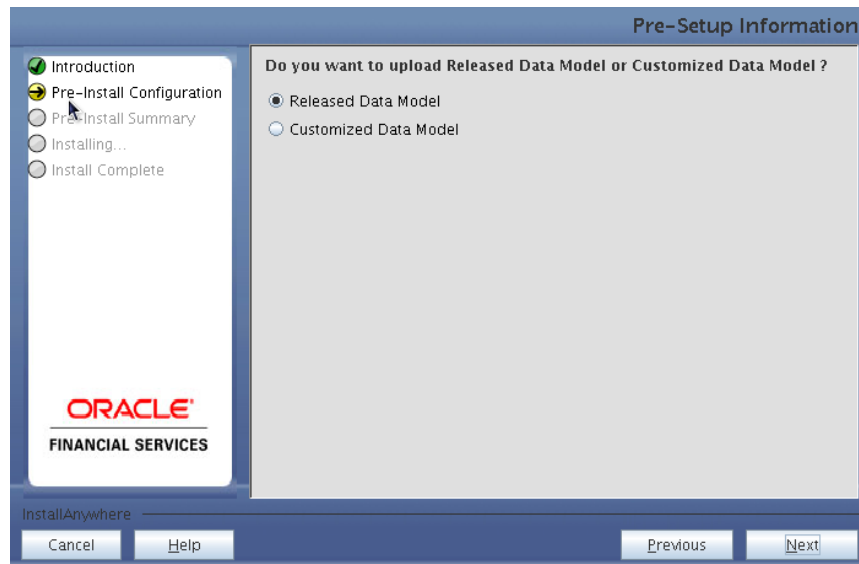 Pre-Setup Information
Introduction
Pre-Install Configuration
Pre-Install Summary
Installing...
Install Complete
ORACLE'
FINANCIAL SERVICES
Do you want to upload Released Data Model or Customized Data Model ?
Released Data Model
Customized Data Model
InstallAnywhere
Cancel
Help
Previous
Next